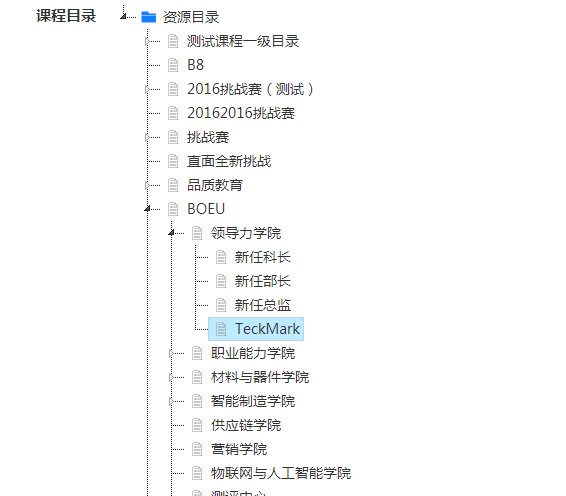 课程目录
资源目录
测试课程一级目录
B8
2016挑战赛（测试）
20162016挑战赛
挑战赛
直面全新挑战
品质教育
BOEU
领导力学院
新任科长
新任部长
新任总监
TeckMark
职业能力学院
材料与器件学院
智能制造学院
供应链学院
营销学院
物联网与人工智能学院
测评中心